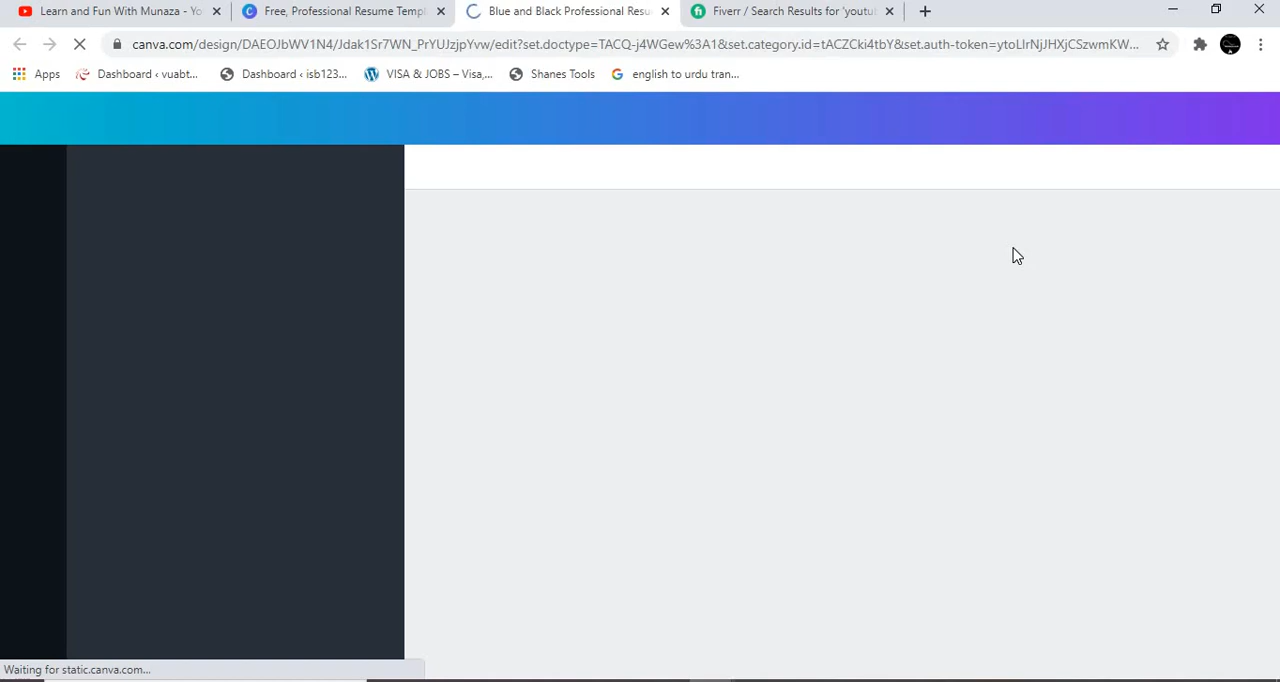 Learn and Fun With Munaza - Yo
Free, Professional Resume Templ
Blue and Black Professional Resu
Fiverr / Search Results for 'youtu
canva.com/design/DAEOJbWV1N4/Jdak1Sr7WN_PrYUJzjpYvw/edit?set.doctype=TACQ-j4WGew%3A1&set.category.id=tACZCki4tbY&set.auth-token=ytoLlrNjJHXjCSzwmKW...
Apps
Dashboard ‹ vuabt...
Dashboard ‹ isb123...
VISA & JOBS – Visa,...
Shanes Tools
english to urdu tran...
Waiting for static.canva.com...